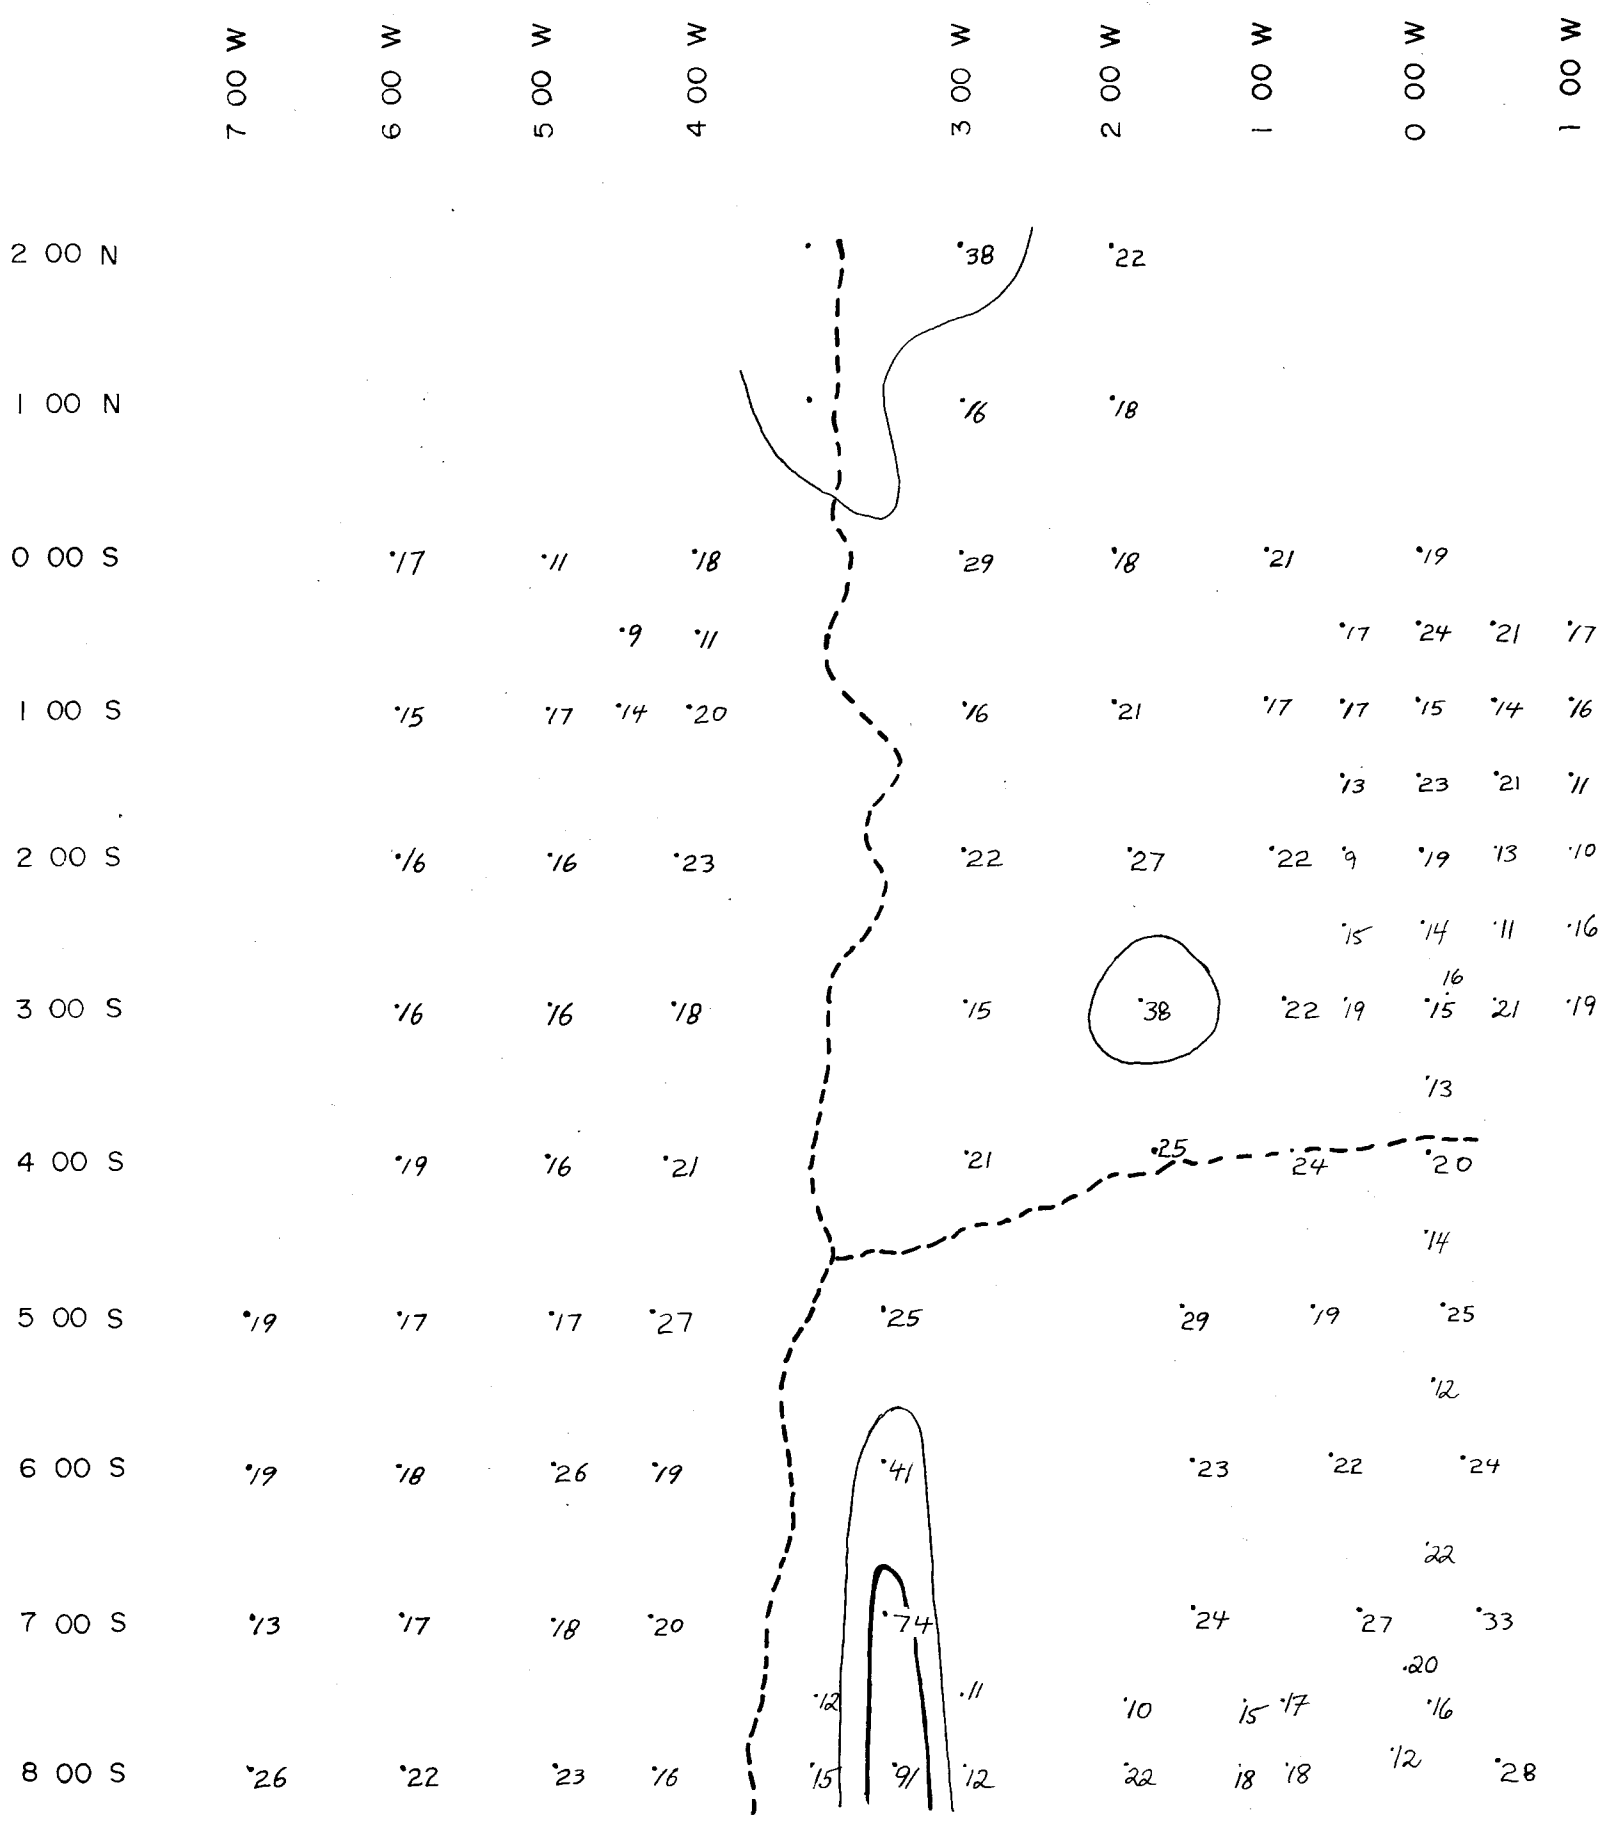 7 00 W 6 00 W 5 00 W 4 00 W 3 00 W 2 00 W 1 00 W 0 00 W 1 00 W
2 00 N 38 22
1 00 N 16 18
0 00 S 17 11 18 29 18 21 19
9 11 17 24 21 17
1 00 S 15 17 14 20 16 21 17 17 15 14 16
13 23 21 11
2 00 S 16 16 23 22 27 22 9 19 13 10
15 14 11 16
16
3 00 S 16 16 18 15 38 22 19 15 21 19
13
4 00 S 19 16 21 21 25 24 20
14
5 00 S 19 17 17 27 25 29 19 25
12
6 00 S 19 18 26 19 41 23 22 24
22
7 00 S 13 17 18 20 74 24 27 33
20
12 11 10 15 17 16
8 00 S 26 22 23 16 15 91 12 22 18 18 12 28